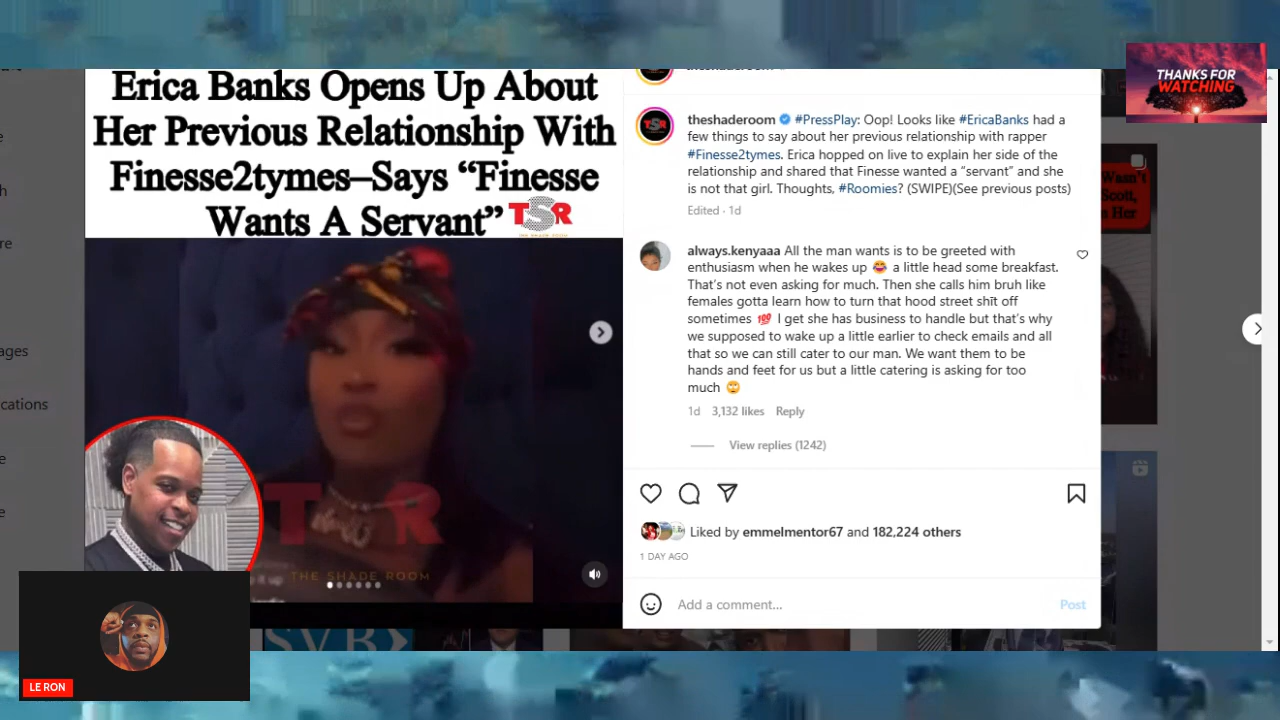 Erica Banks Opens Up About
Her Previous Relationship With
Finesse2tymes–Says “Finesse
Wants A Servant”
TSR
THE SHADE ROOM
T R
THE SHADE ROOM
LE RON
theshaderoom #PressPlay: Oop! Looks like #EricaBanks had a
few things to say about her previous relationship with rapper
#Finesse2tymes. Erica hopped on live to explain her side of the
relationship and shared that Finesse wanted a “servant” and she
is not that girl. Thoughts, #Roomies? (SWIPE)(See previous posts)
Edited · 1d
always.kenyaaa All the man wants is to be greeted with
enthusiasm when he wakes up 😂 a little head some breakfast.
That’s not even asking for much. Then she calls him bruh like
females gotta learn how to turn that hood street shīt off
sometimes 💯 I get she has business to handle but that’s why
we supposed to wake up a little earlier to check emails and all
that so we can still cater to our man. We want them to be
hands and feet for us but a little catering is asking for too
much 🙄
1d 3,132 likes Reply
View replies (1242)
Liked by emmelmentor67 and 182,224 others
1 DAY AGO
Add a comment...
Post
THANKS FOR
WATCHING
cations
SVB